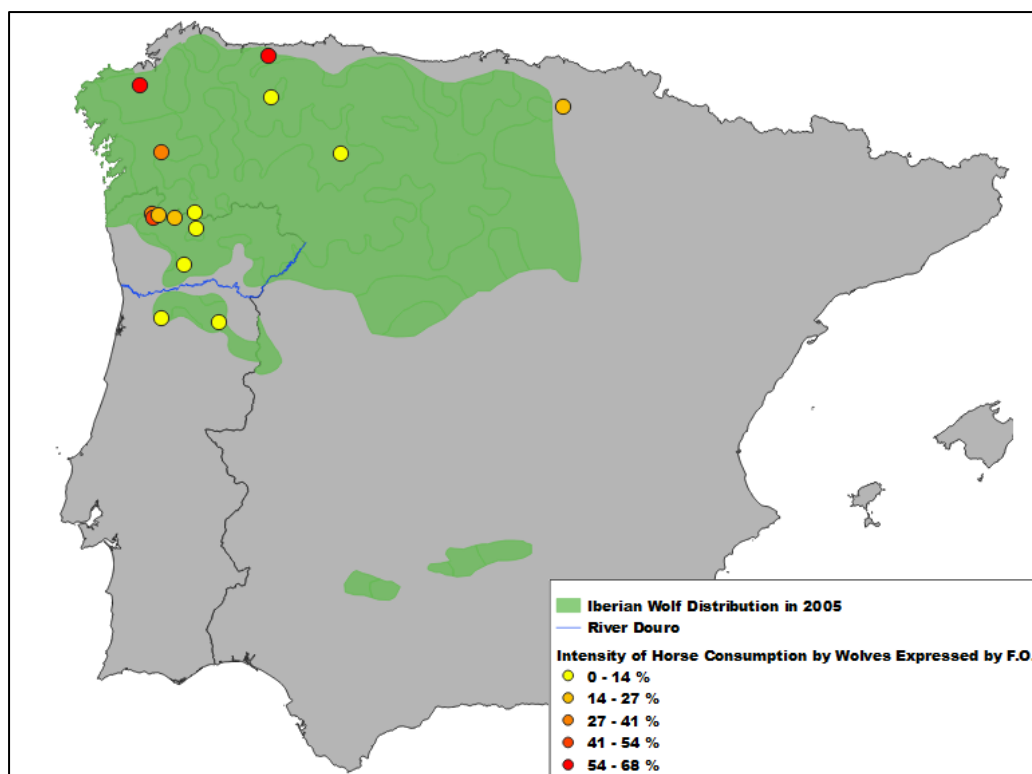 Iberian Wolf Distribution in 2005
River Douro
Intensity of Horse Consumption by Wolves Expressed by F.O.
0 - 14 %
14 - 27 %
27 - 41 %
41 - 54 %
54 - 68 %